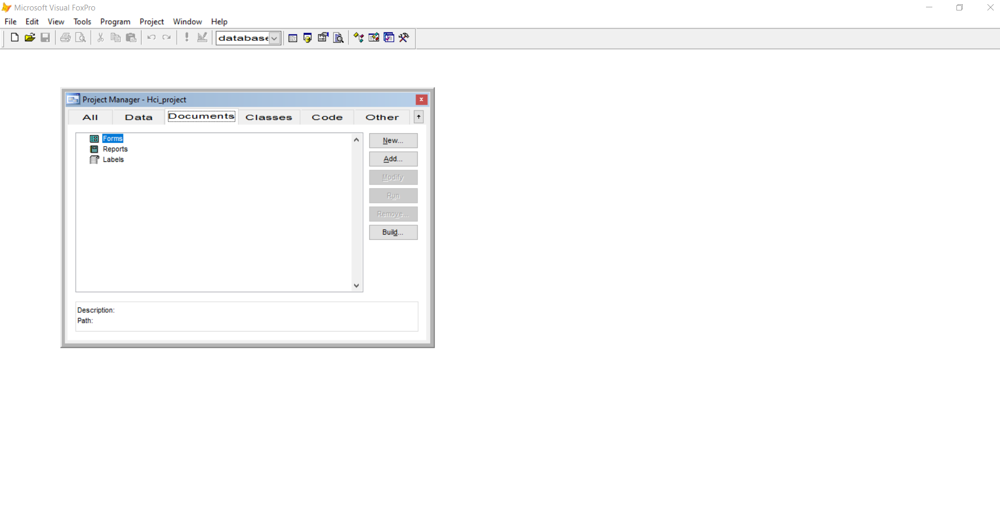 Microsoft Visual FoxPro
File Edit View Tools Program Project Window Help
database
Project Manager - Hci_project
All Data Documents Classes Code Other
Forms
Reports
Labels
New...
Add...
Modify
Run
Remove...
Build...
Description:
Path: